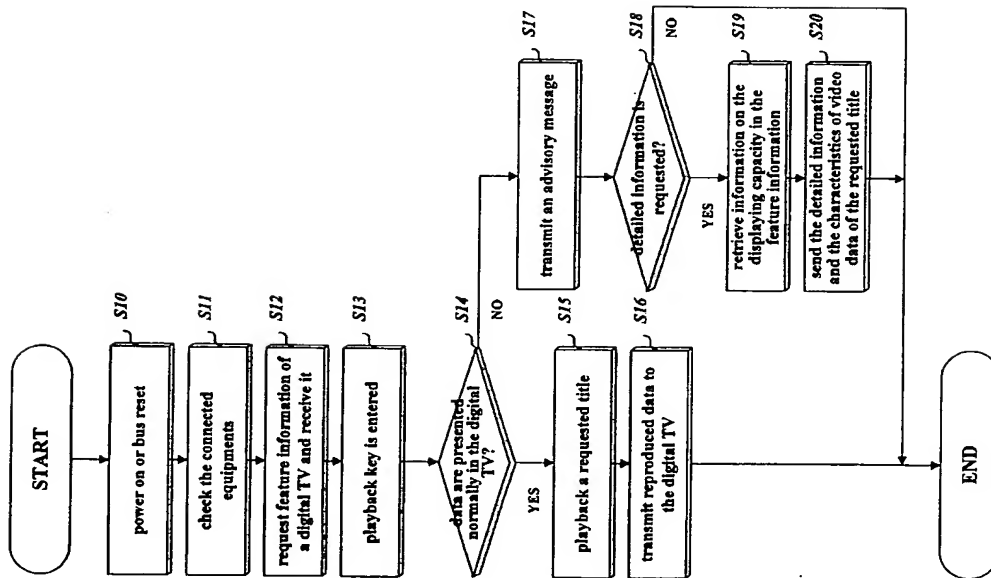 START
S10
power on or bus reset
S11
check the connected
equipments
S12
request feature information of
a digital TV and receive it
S13
playback key is entered
S14
data are presented
normally in the digital
TV?
NO
YES
S15
playback a requested title
S16
transmit reproduced data to
the digital TV
S17
transmit an advisory message
S18
detailed information is
requested?
NO
YES
S19
retrieve information on the
displaying capacity in the
feature information
S20
send the detailed information
and the characteristics of video
data of the requested title
END